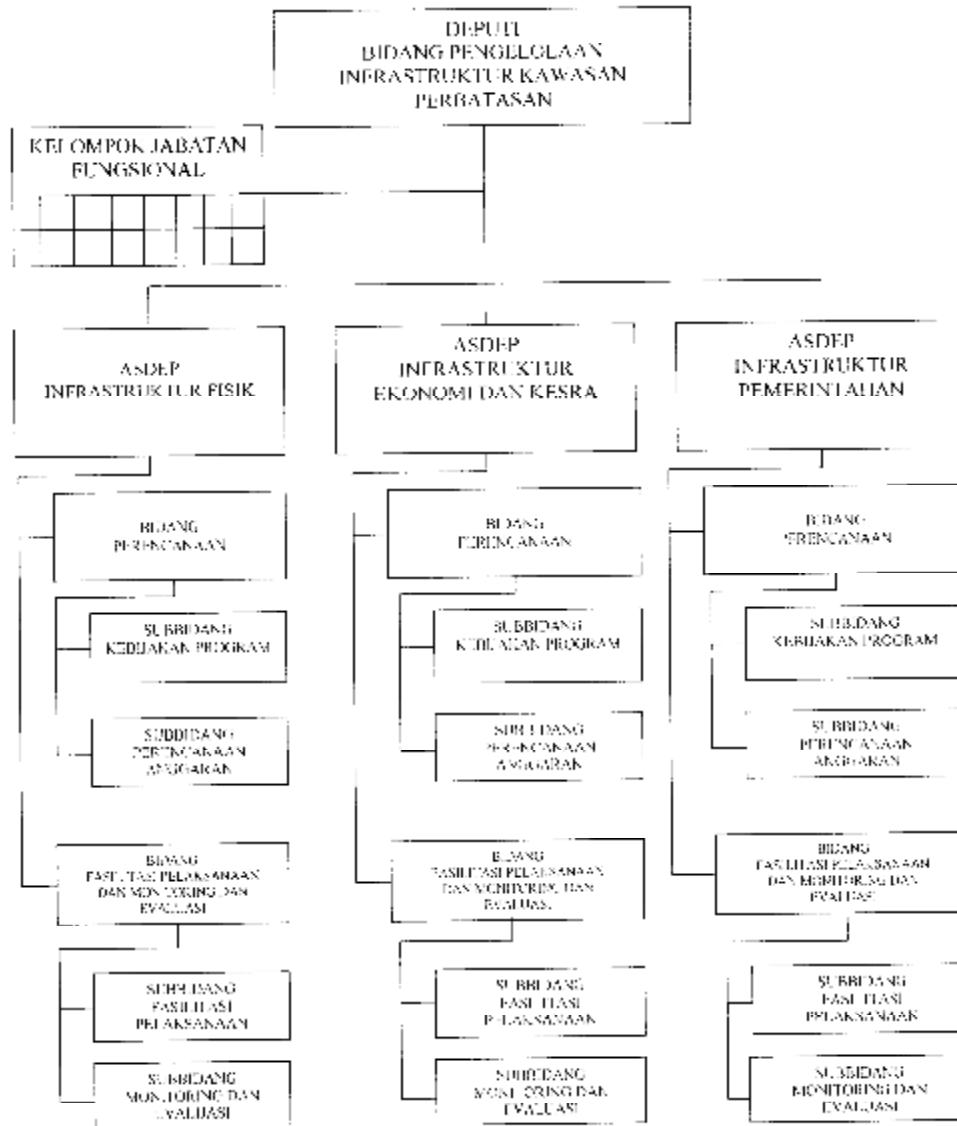 DEPUTI
BIDANG PENGELOLAAN
INFRASTRUKTUR KAWASAN
PERBATASAN
KELOMPOK JABATAN
FUNGSIONAL
ASDEP
INFRASTRUKTUR FISIK
BIDANG
PERENCANAAN
SUBBIDANG
KEBIJAKAN PROGRAM
SUBBIDANG
PERENCANAAN
ANGGARAN
BIDANG
FASILITASI PELAKSANAAN
DAN MONITORING DAN
EVALUASI
SUBBIDANG
FASILITASI
PELAKSANAAN
SUBBIDANG
MONITORING DAN
EVALUASI
ASDEP
INFRASTRUKTUR
EKONOMI DAN KESRA
BIDANG
PERENCANAAN
SUBBIDANG
KEBIJAKAN PROGRAM
SUBBIDANG
PERENCANAAN
ANGGARAN
BIDANG
FASILITASI PELAKSANAAN
DAN MONITORING DAN
EVALUASI
SUBBIDANG
FASILITASI
PELAKSANAAN
SUBBIDANG
MONITORING DAN
EVALUASI
ASDEP
INFRASTRUKTUR
PEMERINTAHAN
BIDANG
PERENCANAAN
SUBBIDANG
KEBIJAKAN PROGRAM
SUBBIDANG
PERENCANAAN
ANGGARAN
BIDANG
FASILITASI PELAKSANAAN
DAN MONITORING DAN
EVALUASI
SUBBIDANG
FASILITASI
PELAKSANAAN
SUBBIDANG
MONITORING DAN
EVALUASI